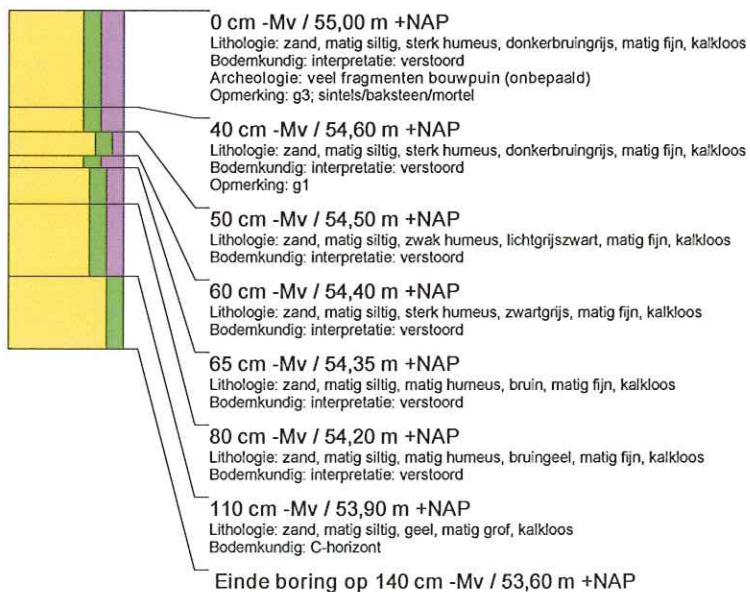 0 cm -Mv / 55,00 m +NAP
Lithologie: zand, matig siltig, sterk humeus, donkerbruingrijs, matig fijn, kalkloos
Bodemkundig: interpretatie: verstoord
Archeologie: veel fragmenten bouwpuin (onbepaald)
Opmerking: g3; sintels/baksteen/mortel
40 cm -Mv / 54,60 m +NAP
Lithologie: zand, matig siltig, sterk humeus, donkerbruingrijs, matig fijn, kalkloos
Bodemkundig: interpretatie: verstoord
Opmerking: g1
50 cm -Mv / 54,50 m +NAP
Lithologie: zand, matig siltig, zwak humeus, lichtgrijszwart, matig fijn, kalkloos
Bodemkundig: interpretatie: verstoord
60 cm -Mv / 54,40 m +NAP
Lithologie: zand, matig siltig, sterk humeus, zwartgrijs, matig fijn, kalkloos
Bodemkundig: interpretatie: verstoord
65 cm -Mv / 54,35 m +NAP
Lithologie: zand, matig siltig, matig humeus, bruin, matig fijn, kalkloos
Bodemkundig: interpretatie: verstoord
80 cm -Mv / 54,20 m +NAP
Lithologie: zand, matig siltig, matig humeus, bruingeel, matig fijn, kalkloos
Bodemkundig: interpretatie: verstoord
110 cm -Mv / 53,90 m +NAP
Lithologie: zand, matig siltig, geel, matig grof, kalkloos
Bodemkundig: C-horizont
Einde boring op 140 cm -Mv / 53,60 m +NAP